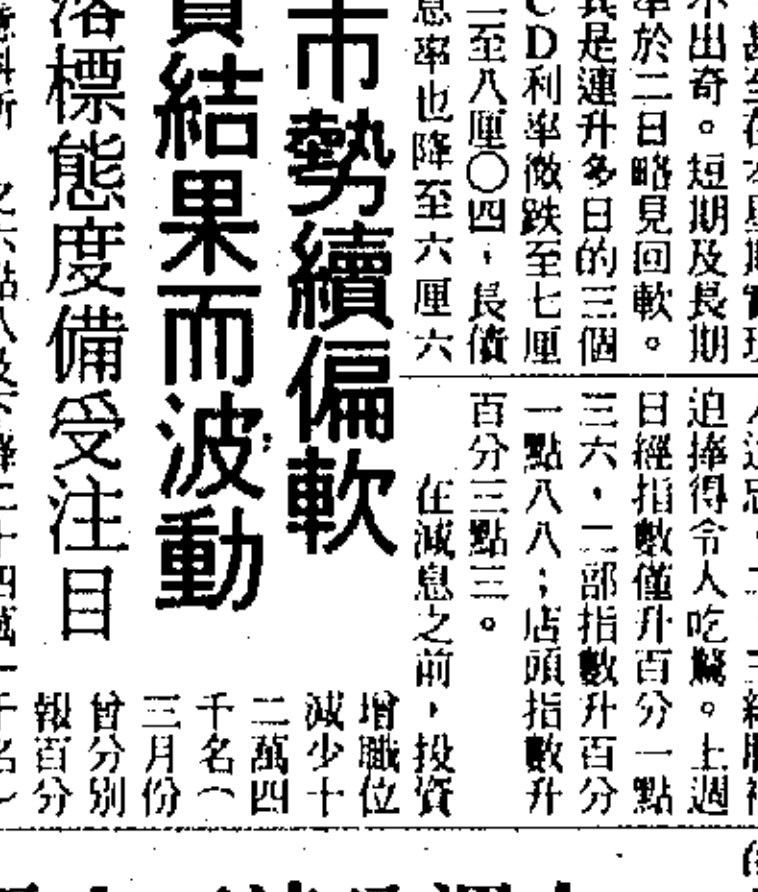 不出奇。短期及長期
率於二日略見回軟。
其是連升多日的三個
CD利率微跌至七厘
二至八厘〇四，長債
息率也降至六厘六
市勢續偏軟
結果而波動
落標態度備受注目
迫捧得令人吃驚。上週
日經指數僅升百分一點
三六，二部指數升百分
一點八八；店頭指數升
百分三點三。
在減息之前，投資
增職位
減少十
二萬四
千名（
三月份
曾分別
報百分